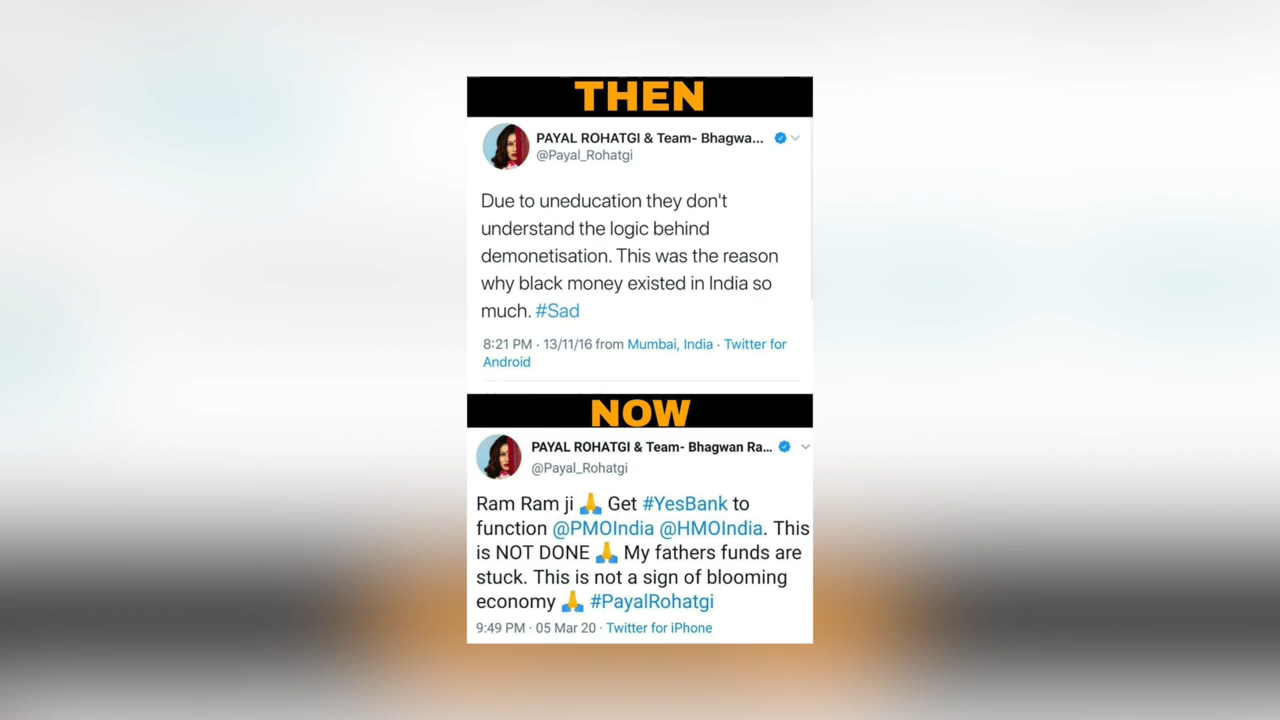 THEN
PAYAL ROHATGI & Team- Bhagwa...
@Payal_Rohatgi
Due to uneducation they don't
understand the logic behind
demonetisation. This was the reason
why black money existed in India so
much. #Sad
8:21 PM · 13/11/16 from Mumbai, India · Twitter for
Android
NOW
PAYAL ROHATGI & Team- Bhagwan Ra...
@Payal_Rohatgi
Ram Ram ji 🙏 Get #YesBank to
function @PMOIndia @HMOIndia. This
is NOT DONE 🙏 My fathers funds are
stuck. This is not a sign of blooming
economy 🙏 #PayalRohatgi
9:49 PM · 05 Mar 20 · Twitter for iPhone